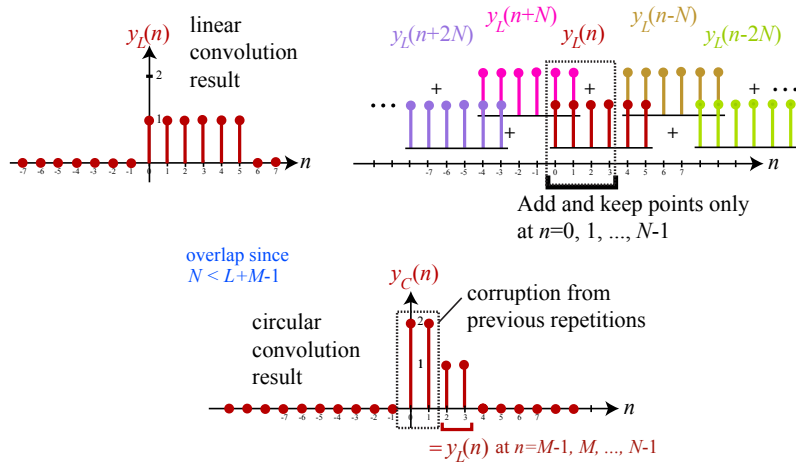 linear
convolution
result
y_L(n)
2
1
-7 -6 -5 -4 -3 -2 -1 0 1 2 3 4 5 6 7
n
y_L(n+2N)
y_L(n+N)
y_L(n)
y_L(n-N)
y_L(n-2N)
+ + + + + +
••• •••
-7 -6 -5 -4 -3 -2 -1 0 1 2 3 4 5 6 7
n
Add and keep points only
at n=0, 1, ..., N-1
overlap since
N < L+M-1
y_C(n)
corruption from
previous repetitions
circular
convolution
result
2
1
-7 -6 -5 -4 -3 -2 -1 0 1 2 3 4 5 6 7
n
= y_L(n) at n=M-1, M, ..., N-1